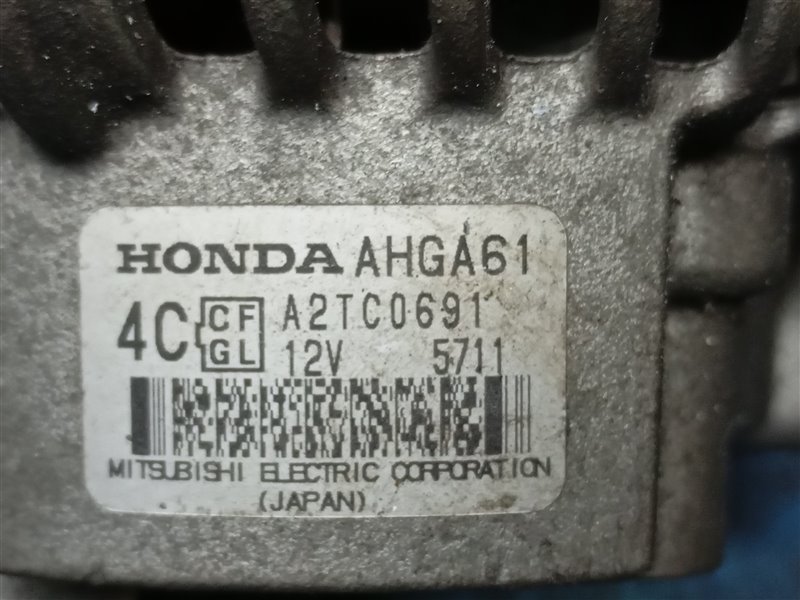 HONDA AHGA61
4C CF GL A2TC0691
12V 5711
MITSUBISHI ELECTRIC CORPORATION
(JAPAN)